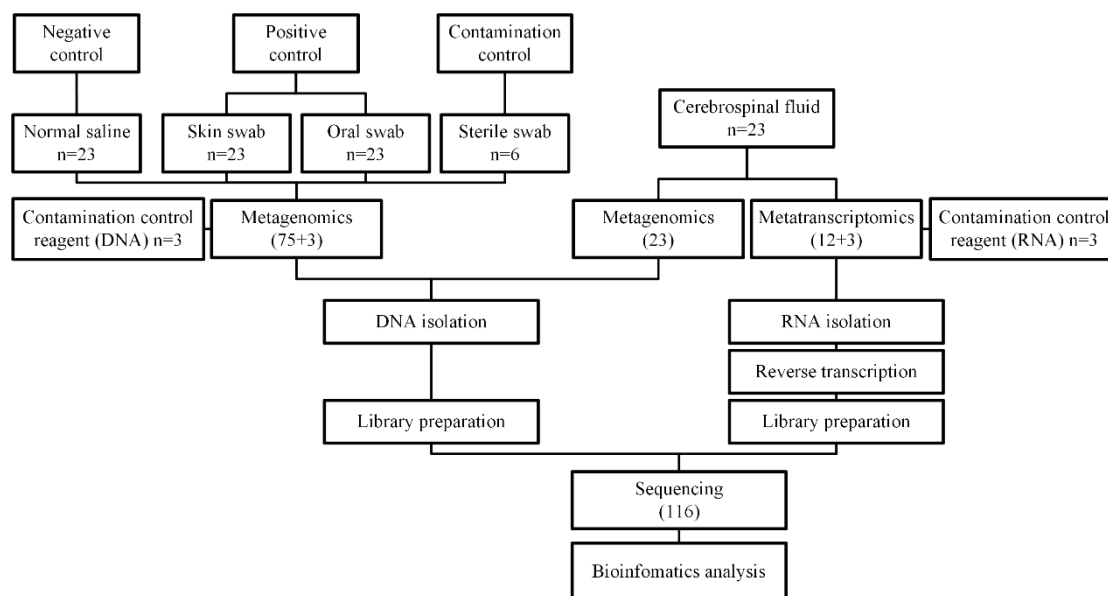 Negative
control
Positive
control
Contamination
control
Normal saline
n=23
Skin swab
n=23
Oral swab
n=23
Sterile swab
n=6
Cerebrospinal fluid
n=23
Contamination control
reagent (DNA) n=3
Metagenomics
(75+3)
Metagenomics
(23)
Metatranscriptomics
(12+3)
Contamination control
reagent (RNA) n=3
DNA isolation
RNA isolation
Reverse transcription
Library preparation
Library preparation
Sequencing
(116)
Bioinfomatics analysis